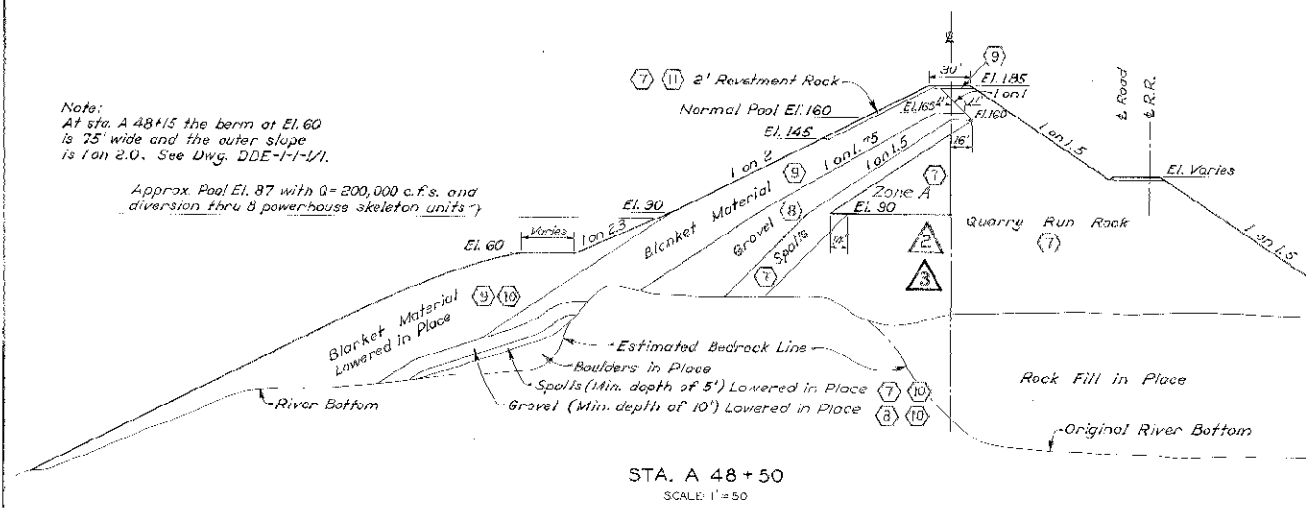 30'
9
El. 185
7 11 2' Revetment Rock
1 on 1
Normal Pool El. 160
El. 165
11'
El. 160
El. 145
16'
Note:
At sta. A 48+15 the berm at El. 60
is 75' wide and the outer slope
is 1 on 2.0. See Dwg. DDE-1-1-1/1.
Approx. Pool El. 87 with Q = 200,000 c.f.s. and
diversion thru 8 powerhouse skeleton units
1 on 2
1 on 1.75
1 on 1.5
1 on 1.5
℄ Road
℄ R.R.
El. Varies
1 on 1.5
Blanket Material 9
Gravel 8
Spalls
7
Zone A 7
El. 90
El. 90
Varies
1 on 2.3
El. 60
2
3
Quarry Run Rock
7
Blanket Material 9 10
Lowered in Place
Estimated Bedrock Line
Boulders in Place
Spalls (Min. depth of 5') Lowered in Place 7 10
Gravel (Min. depth of 10') Lowered in Place 8 10
River Bottom
Rock Fill in Place
Original River Bottom
STA. A 48 + 50
SCALE: 1" = 50